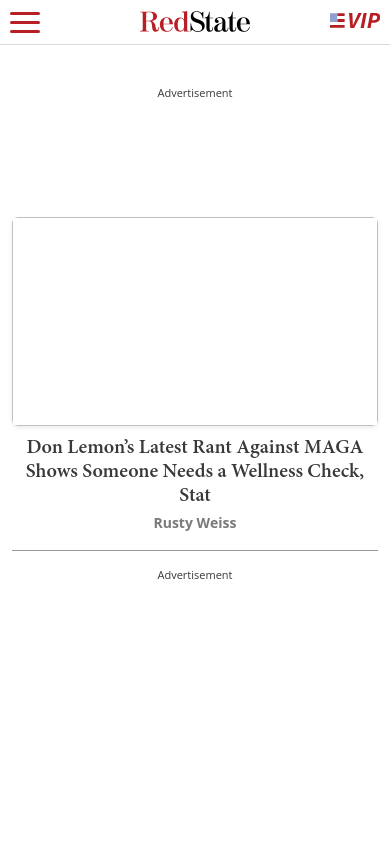 RedState
VIP
Advertisement
Don Lemon’s Latest Rant Against MAGA
Shows Someone Needs a Wellness Check,
Stat
Rusty Weiss
Advertisement